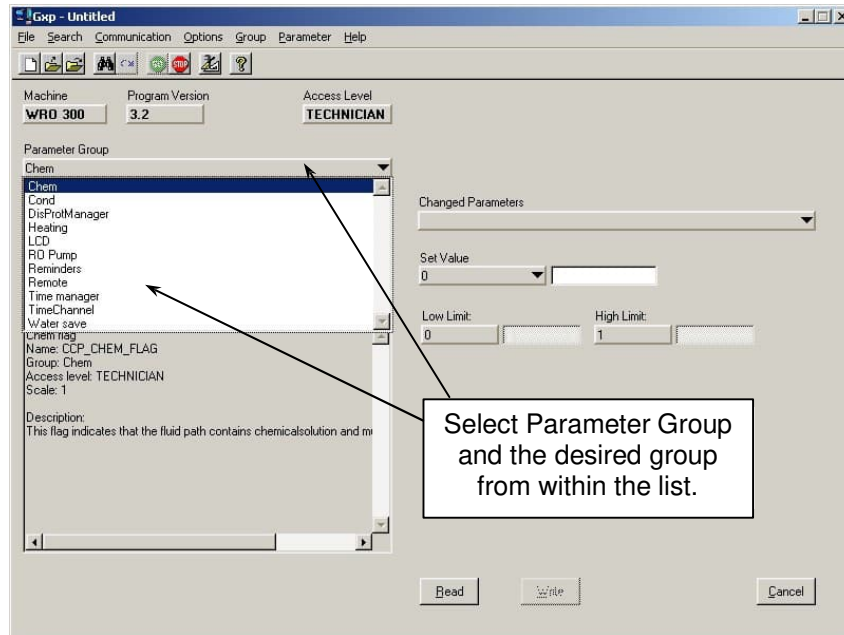 Gxp - Untitled
File Search Communication Options Group Parameter Help
GO STOP
Machine Program Version Access Level
WRO 300 3.2 TECHNICIAN
Parameter Group
Chem
Chem
Cond
DisProtManager
Heating
LCD
RO Pump
Reminders
Remote
Time manager
TimeChannel
Water save
Chem flag
Name: CCP_CHEM_FLAG
Group: Chem
Access level: TECHNICIAN
Scale: 1
Description:
This flag indicates that the fluid path contains chemicalsolution and
Changed Parameters
Set Value
0
Low Limit: High Limit:
0 1
Select Parameter Group
and the desired group
from within the list.
Read Write Cancel